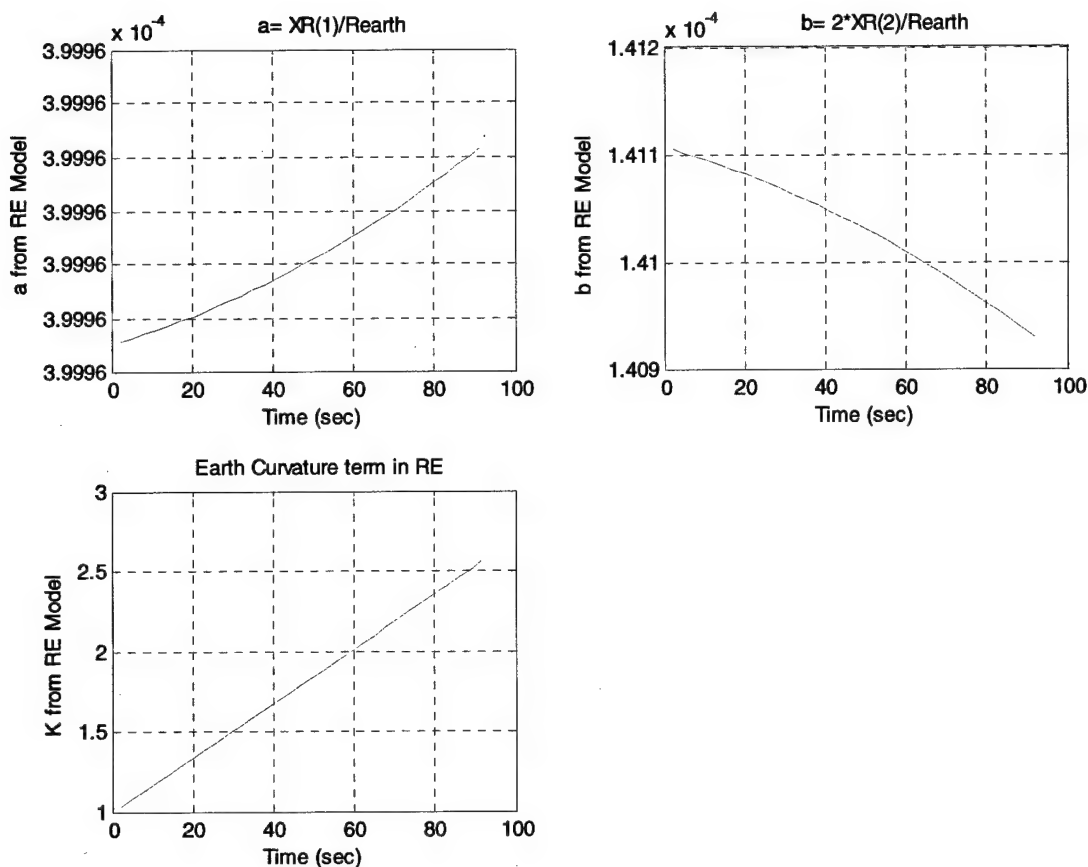 a= XR(1)/Rearth
x 10-4
3.9996
3.9996
3.9996
3.9996
3.9996
3.9996
3.9996
a from RE Model
0 20 40 60 80 100
Time (sec)
b= 2*XR(2)/Rearth
x 10-4
1.412
1.411
1.41
1.409
b from RE Model
0 20 40 60 80 100
Time (sec)
Earth Curvature term in RE
3
2.5
2
1.5
1
K from RE Model
0 20 40 60 80 100
Time (sec)